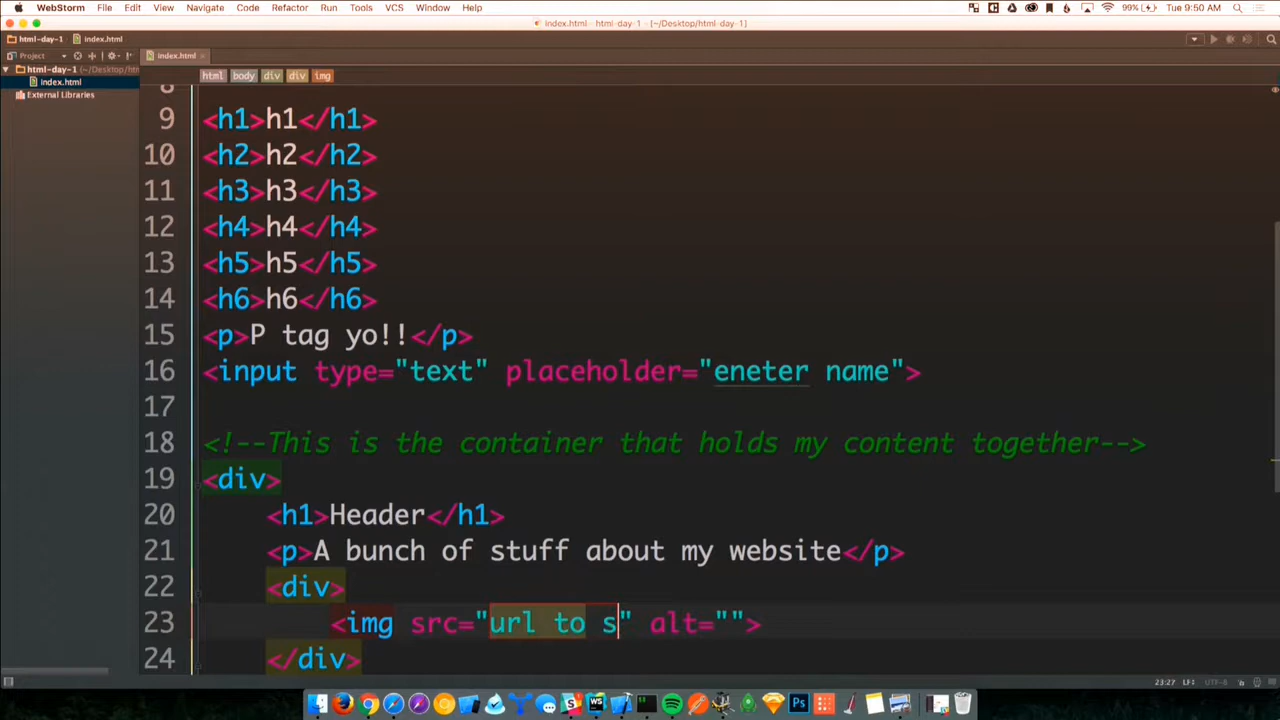 WebStorm File Edit View Navigate Code Refactor Run Tools VCS Window Help 99% Tue 9:50 AM
index.html - html-day-1 - [~/Desktop/html-day-1]
html-day-1 index.html
Project index.html
html-day-1 (~/Desktop/htm
html body div div img
index.html
External Libraries
8
9 <h1>h1</h1>
10 <h2>h2</h2>
11 <h3>h3</h3>
12 <h4>h4</h4>
13 <h5>h5</h5>
14 <h6>h6</h6>
15 <p>P tag yo!!</p>
16 <input type="text" placeholder="eneter name">
17
18 <!--This is the container that holds my content together-->
19 <div>
20 <h1>Header</h1>
21 <p>A bunch of stuff about my website</p>
22 <div>
23 <img src="url to s" alt="">
24 </div>
23:27 LF÷ UTF-8
Ps